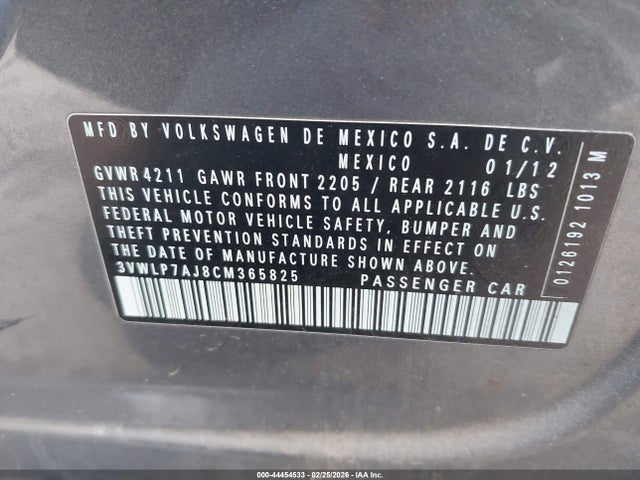 MFD BY VOLKSWAGEN DE MEXICO S.A. DE C.V.
MEXICO 01/12
GVWR 4211 GAWR FRONT 2205 / REAR 2116 LBS
THIS VEHICLE CONFORMS TO ALL APPLICABLE U.S.
FEDERAL MOTOR VEHICLE SAFETY, BUMPER AND
THEFT PREVENTION STANDARDS IN EFFECT ON
THE DATE OF MANUFACTURE SHOWN ABOVE.
3VWLP7AJ8CM365825 PASSENGER CAR
0126192 1013 M
000-44454533 - 02/25/2026 - IAA Inc.